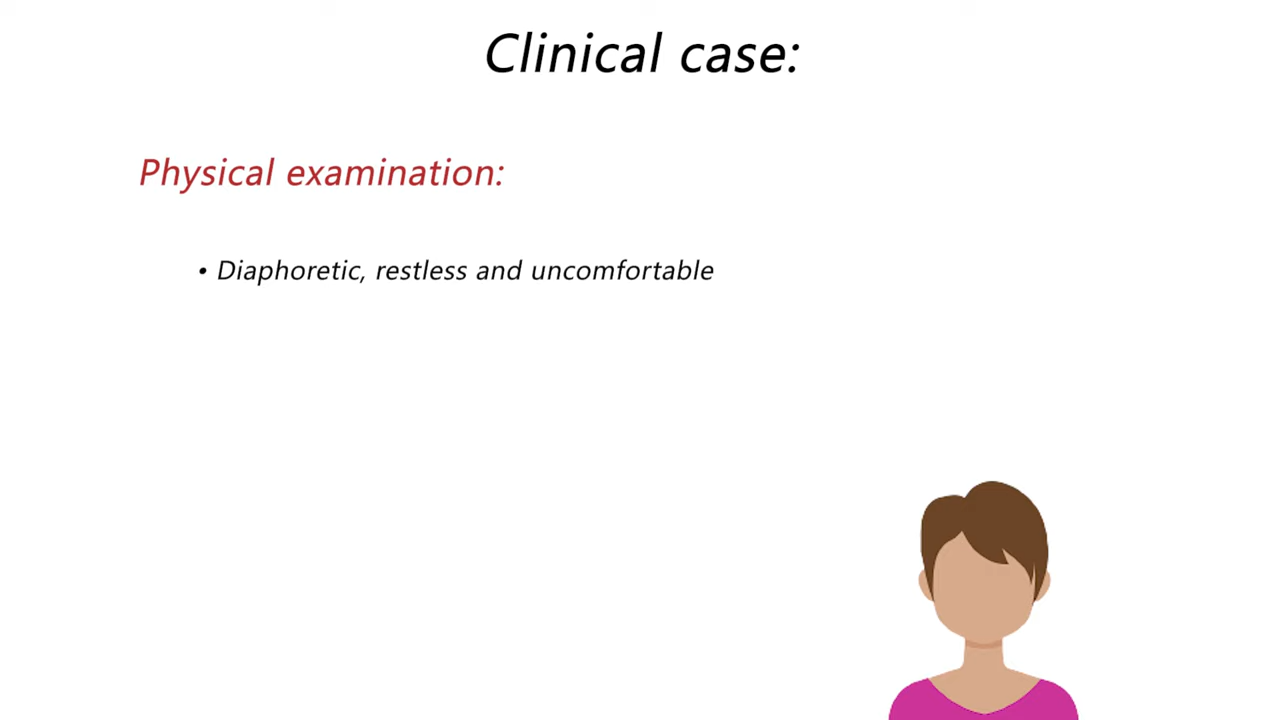 Clinical case:
Physical examination:
• Diaphoretic, restless and uncomfortable